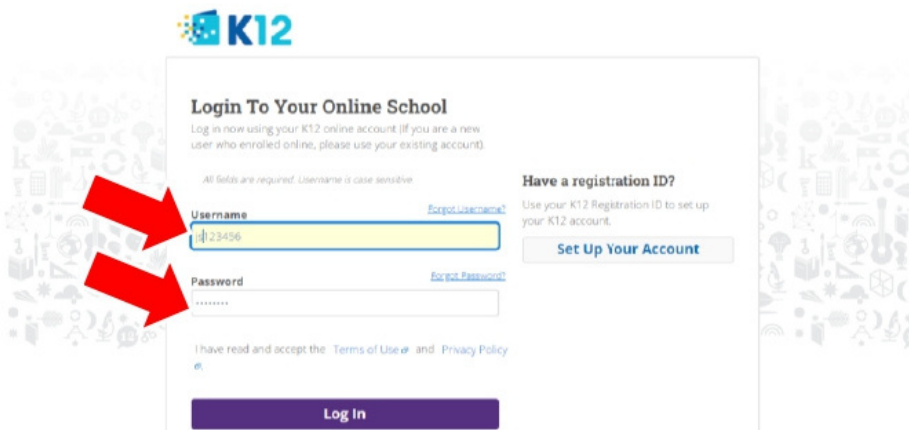 K12
Login To Your Online School
Log in now using your K12 online account (If you are a new
user who enrolled online, please use your existing account).
All fields are required. Username is case sensitive
Username
Forgot Username?
js123456
Password
Forgot Password?
········
I have read and accept the Terms of Use and Privacy Policy
.
Log In
Have a registration ID?
Use your K12 Registration ID to set up
your K12 account.
Set Up Your Account